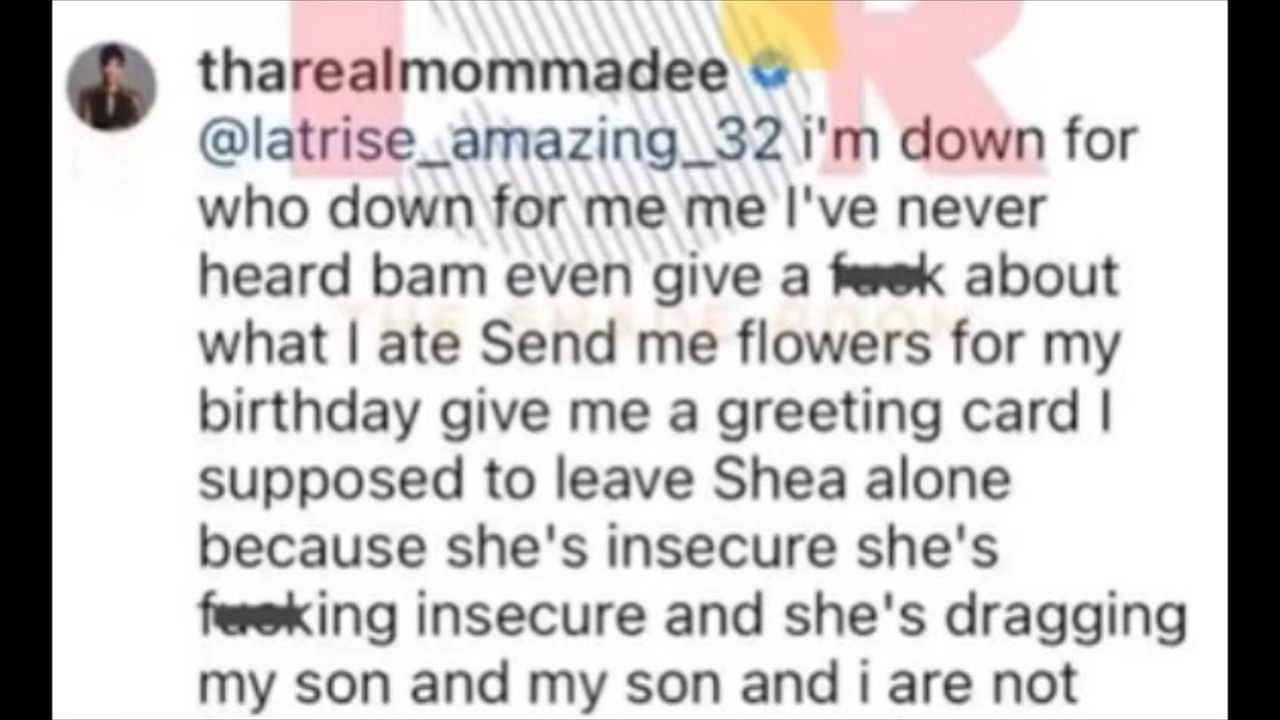 tharealmommadee
@latrise_amazing_32 i'm down for
who down for me me I've never
heard bam even give a fuck about
what I ate Send me flowers for my
birthday give me a greeting card I
supposed to leave Shea alone
because she's insecure she's
fucking insecure and she's dragging
my son and my son and i are not